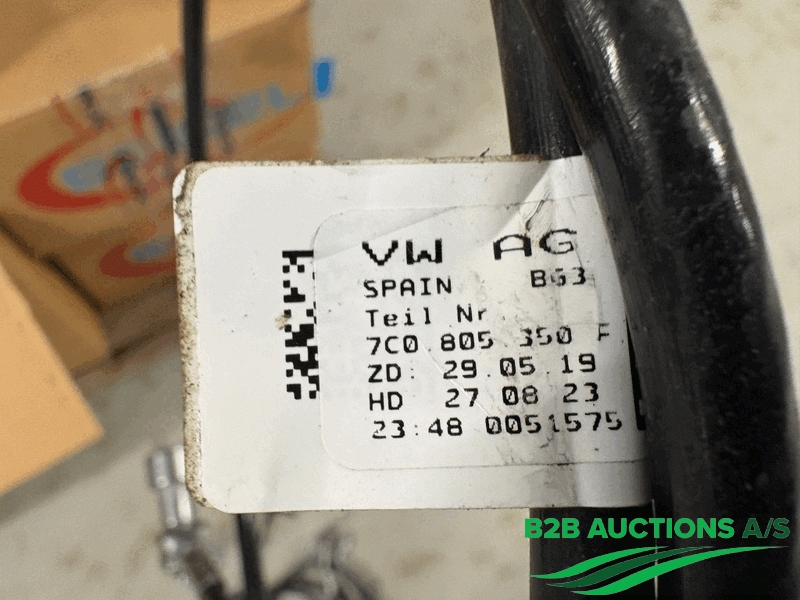 VW AG
SPAIN BG3
Teil Nr.
7C0.805.350 F
ZD: 29.05.19
HD 27 08 23
23:48 0051575
B2B AUCTIONS A/S